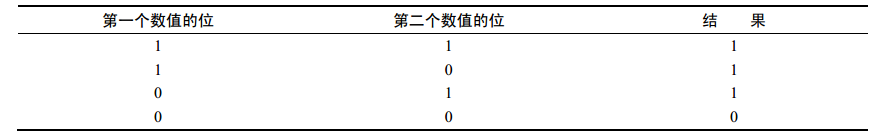 第一个数值的位 第二个数值的位 结 果
1 1 1
1 0 1
0 1 1
0 0 0